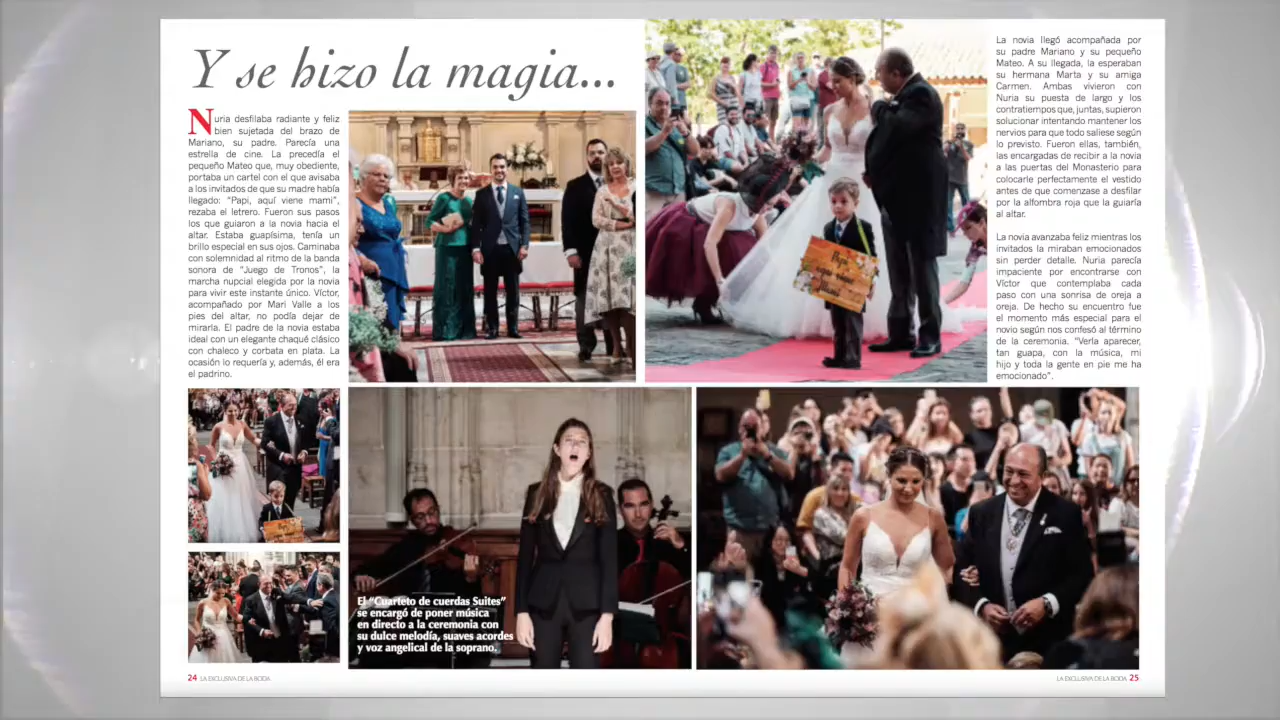 Y se hizo la magia...
Nuria desfilaba radiante y feliz
bien sujetada del brazo de
Mariano, su padre. Parecía una
estrella de cine. La precedía el
pequeño Mateo que, muy obediente,
portaba un cartel con el que avisaba
a los invitados de que su madre había
llegado: “Papi, aquí viene mami”,
rezaba el letrero. Fueron sus pasos
los que guiaron a la novia hacia el
altar. Estaba guapísima, tenía un
brillo especial en sus ojos. Caminaba
con solemnidad al ritmo de la banda
sonora de “Juego de Tronos”, la
marcha nupcial elegida por la novia
para vivir este instante único. Víctor,
acompañado por Mari Valle a los
pies del altar, no podía dejar de
mirarla. El padre de la novia estaba
ideal con un elegante chaqué clásico
con chaleco y corbata en plata. La
ocasión lo requería y, además, él era
el padrino.
Papi,
aquí viene
Mami
El “Cuarteto de cuerdas Suites”
se encargó de poner música
en directo a la ceremonia con
su dulce melodía, suaves acordes
y voz angelical de la soprano.
La novia llegó acompañada por
su padre Mariano y su pequeño
Mateo. A su llegada, la esperaban
su hermana Marta y su amiga
Carmen. Ambas vivieron con
Nuria su puesta de largo y los
contratiempos que, juntas, supieron
solucionar intentando mantener los
nervios para que todo saliese según
lo previsto. Fueron ellas, también,
las encargadas de recibir a la novia
a las puertas del Monasterio para
colocarle perfectamente el vestido
antes de que comenzase a desfilar
por la alfombra roja que la guiaría
al altar.
La novia avanzaba feliz mientras los
invitados la miraban emocionados
sin perder detalle. Nuria parecía
impaciente por encontrarse con
Víctor que contemplaba cada
paso con una sonrisa de oreja a
oreja. De hecho su encuentro fue
el momento más especial para el
novio según nos confesó al término
de la ceremonia. “Verla aparecer,
tan guapa, con la música, mi
hijo y toda la gente en pie me ha
emocionado”.
24 LA EXCLUSIVA DE LA BODA
LA EXCLUSIVA DE LA BODA 25